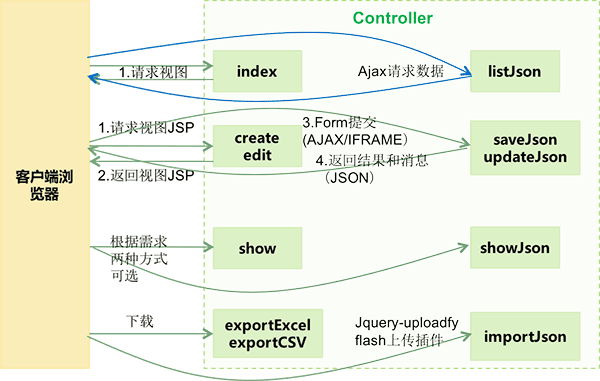 Controller
1.请求视图
index
Ajax请求数据
listJson
1.请求视图JSP
create
edit
3.Form提交
(AJAX/IFRAME)
4.返回结果和消息
（JSON）
saveJson
updateJson
2.返回视图JSP
客户端浏
览器
根据需求
两种方式
可选
show
showJson
下载
exportExcel
exportCSV
Jquery-uploadfy
flash上传插件
importJson